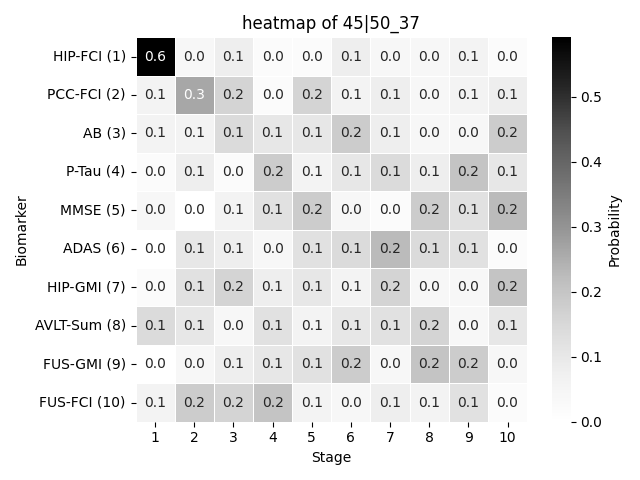 heatmap of 45|50_37
HIP-FCI (1) 0.6 0.0 0.1 0.0 0.0 0.1 0.0 0.0 0.1 0.0
PCC-FCI (2) 0.1 0.3 0.2 0.0 0.2 0.1 0.1 0.0 0.1 0.1
AB (3) 0.1 0.1 0.1 0.1 0.1 0.2 0.1 0.0 0.0 0.2
P-Tau (4) 0.0 0.1 0.0 0.2 0.1 0.1 0.1 0.1 0.2 0.1
MMSE (5) 0.0 0.0 0.1 0.1 0.2 0.0 0.0 0.2 0.1 0.2
ADAS (6) 0.0 0.1 0.1 0.0 0.1 0.1 0.2 0.1 0.1 0.0
HIP-GMI (7) 0.0 0.1 0.2 0.1 0.1 0.1 0.2 0.0 0.0 0.2
AVLT-Sum (8) 0.1 0.1 0.0 0.1 0.1 0.1 0.1 0.2 0.0 0.1
FUS-GMI (9) 0.0 0.0 0.1 0.1 0.1 0.2 0.0 0.2 0.2 0.0
FUS-FCI (10) 0.1 0.2 0.2 0.2 0.1 0.0 0.1 0.1 0.1 0.0
1 2 3 4 5 6 7 8 9 10
Stage
Biomarker
0.5
0.4
0.3
0.2
0.1
0.0
Probability